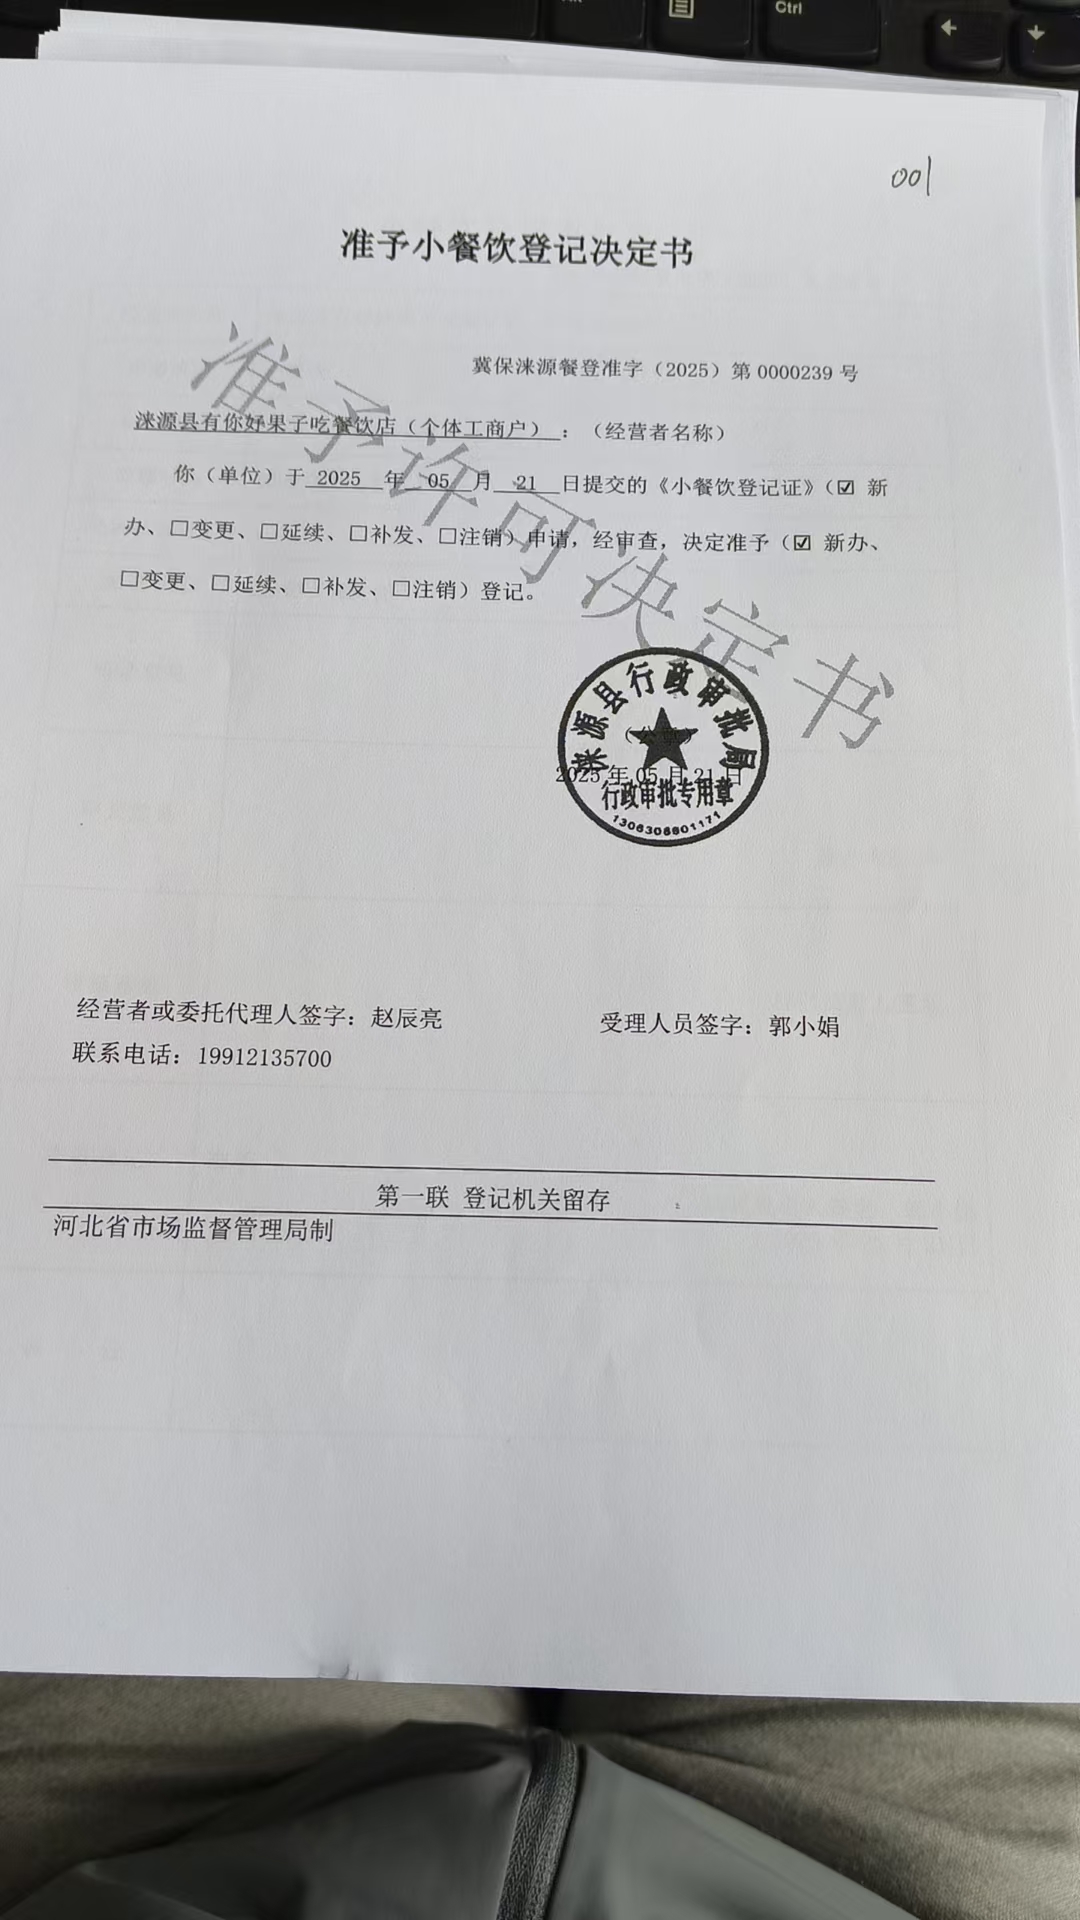 Ctrl
001
准予小餐饮登记决定书
冀保涞源餐登准字（2025）第 0000239 号
涞源县有你好果子吃餐饮店（个体工商户）：（经营者名称）
你（单位）于 2025 年 05 月 21 日提交的《小餐饮登记证》（☑ 新
办、□变更、□延续、□补发、□注销）申请，经审查，决定准予（☑ 新办、
□变更、□延续、□补发、□注销）登记。
准予许可决定书
涞源县行政审批局
（公章）
2025 年 05 月 21 日
行政审批专用章
1306306801171
经营者或委托代理人签字：赵辰亮
受理人员签字：郭小娟
联系电话：19912135700
第一联 登记机关留存
河北省市场监督管理局制